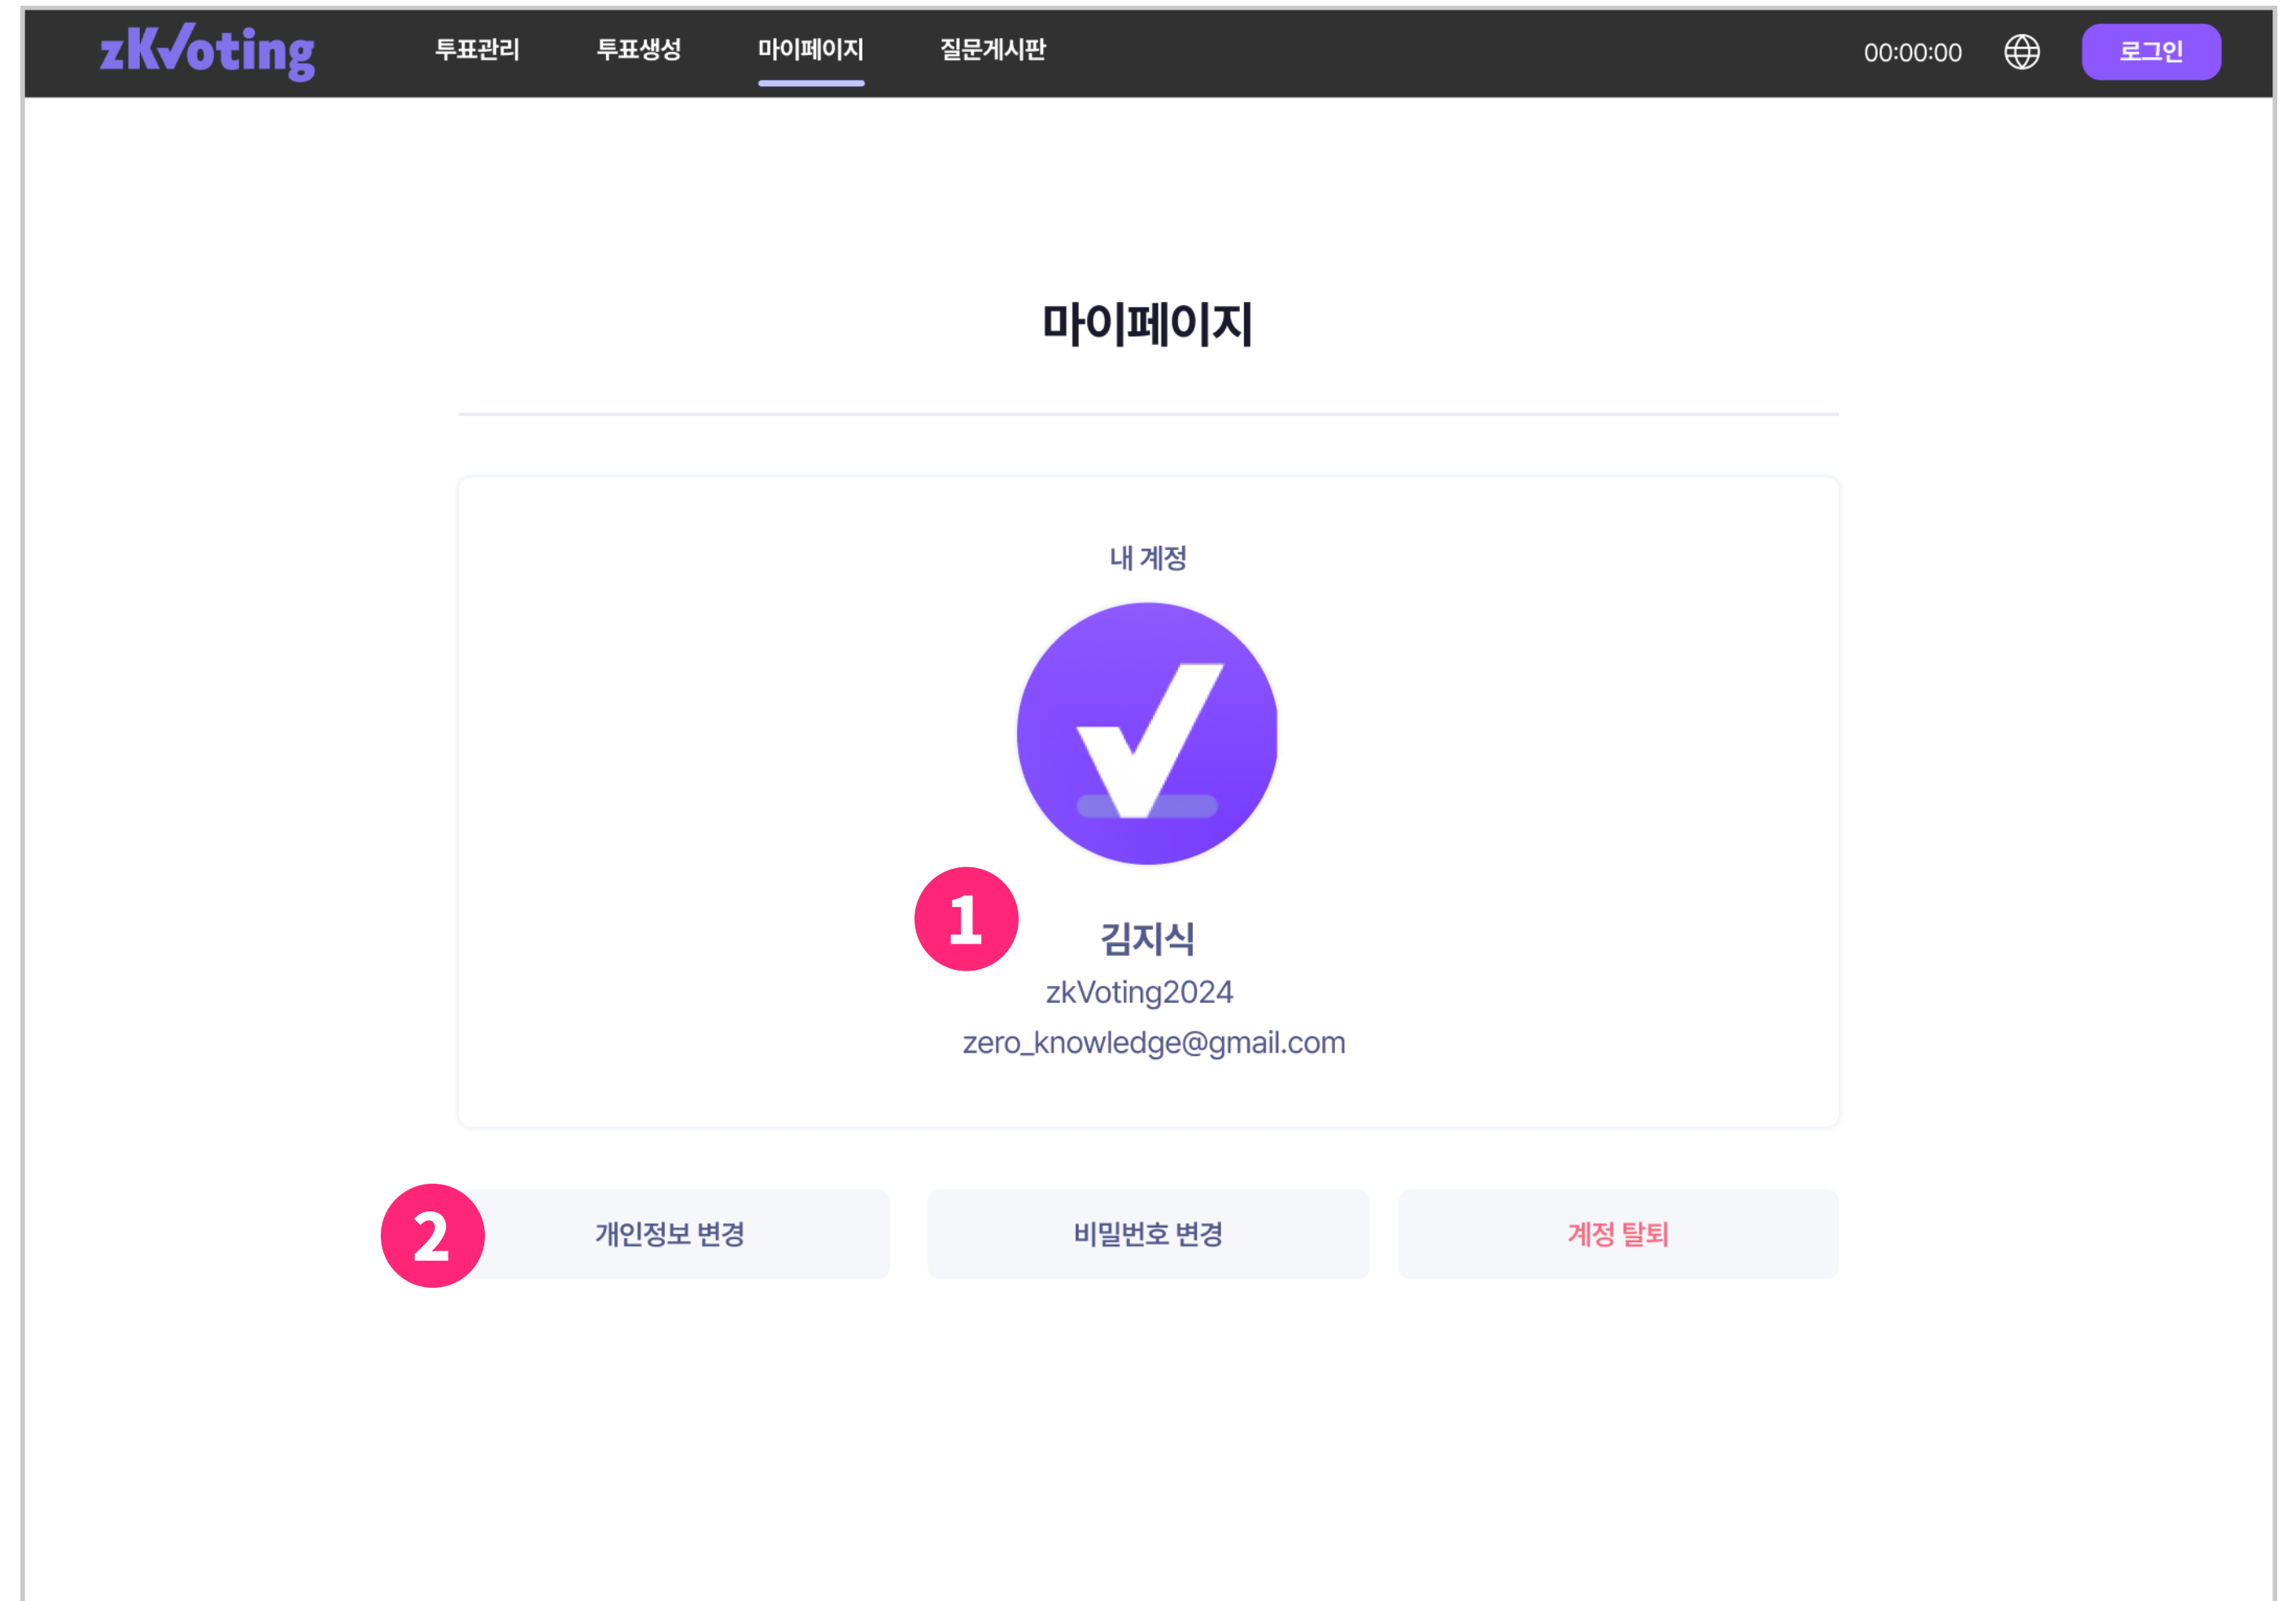 zKVoting 투표관리 투표생성 마이페이지 질문게시판 00:00:00 로그인
마이페이지
내 계정
1
김지식
zkVoting2024
zero_knowledge@gmail.com
2 개인정보 변경 비밀번호 변경 계정 탈퇴